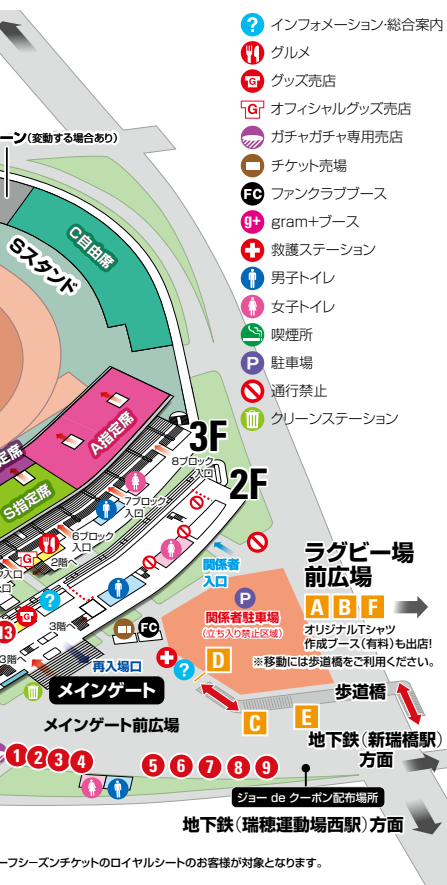 ? インフォメーション・総合案内
グルメ
G グッズ売店
G オフィシャルグッズ売店
ガチャガチャ専用売店
チケット売場
FC ファンクラブブース
g+ gram+ブース
救護ステーション
男子トイレ
女子トイレ
喫煙所
P 駐車場
通行禁止
クリーンステーション
ーン(変動する場合あり)
C自由席
Sスタンド
A指定席
定席
S指定席
3F
8ブロック
入口
2F
7ブロック
入口
6ブロック
入口
2階へ
G
入口
G
?
13
3階へ
3階へ
関係者
入口
P
関係者駐車場
(立ち入り禁止区域)
ラグビー場
前広場
A B F
オリジナルTシャツ
作成ブース(有料)も出店!
※移動には歩道橋をご利用ください。
FC
再入場口
?
D
メインゲート
歩道橋
C
E
メインゲート前広場
地下鉄(新瑞橋駅)
方面
1 2 3 4
5 6 7 8 9
ジョー de クーポン配布場所
地下鉄(瑞穂運動場西駅)方面
ーフシーズンチケットのロイヤルシートのお客様が対象となります。